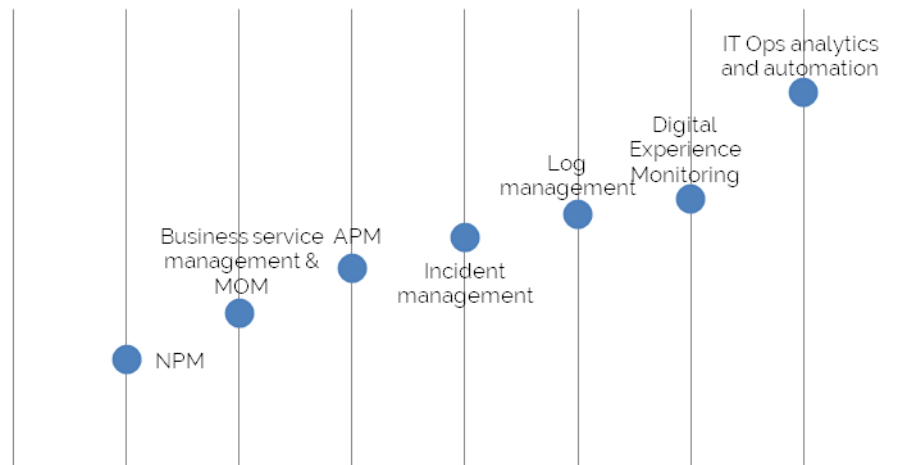 IT Ops analytics
and automation
Digital
Experience
Monitoring
Log
management
Business service
management &
MOM
APM
Incident
management
NPM